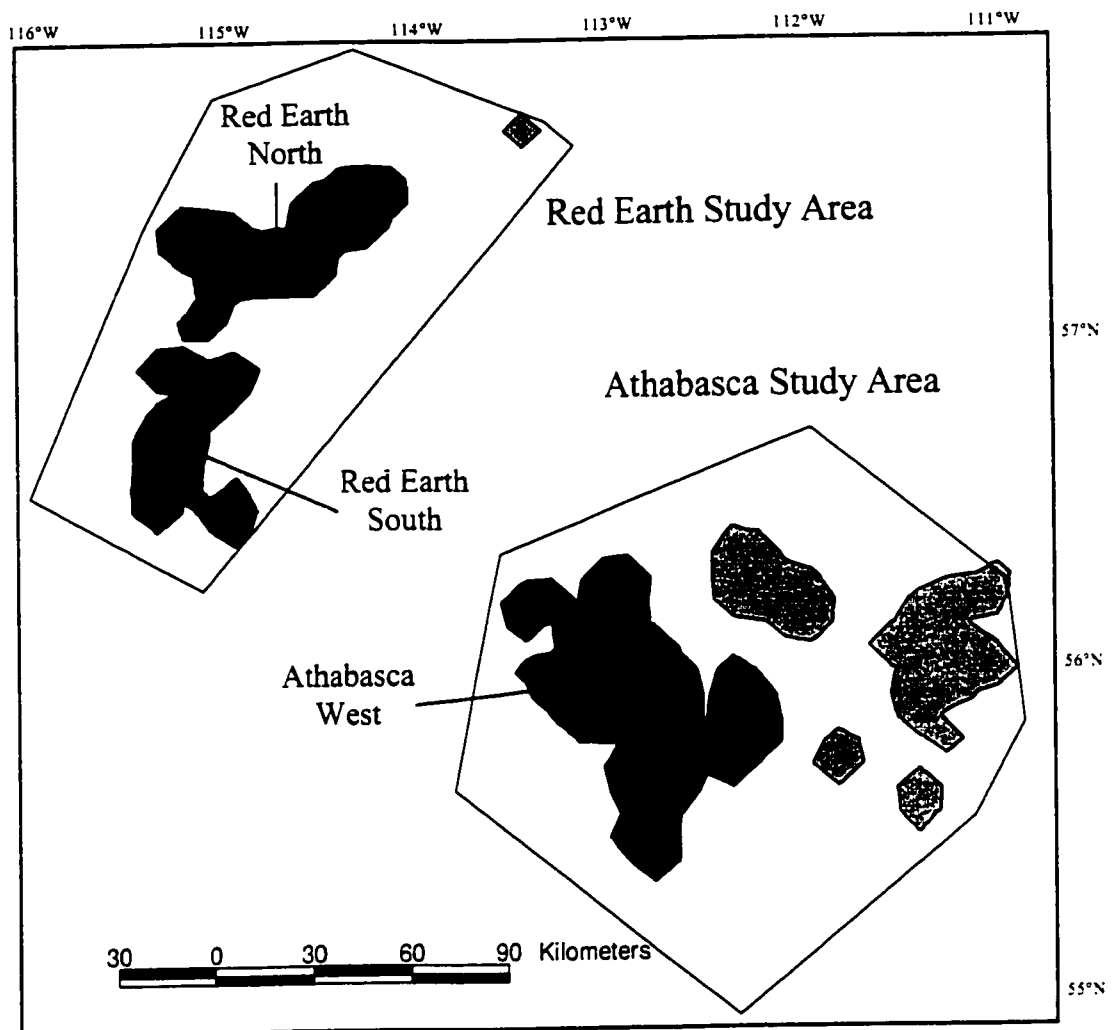 116°W 115°W 114°W 113°W 112°W 111°W
Red Earth
North
Red Earth Study Area
57°N
Athabasca Study Area
Red Earth
South
56°N
Athabasca
West
30 0 30 60 90 Kilometers
55°N